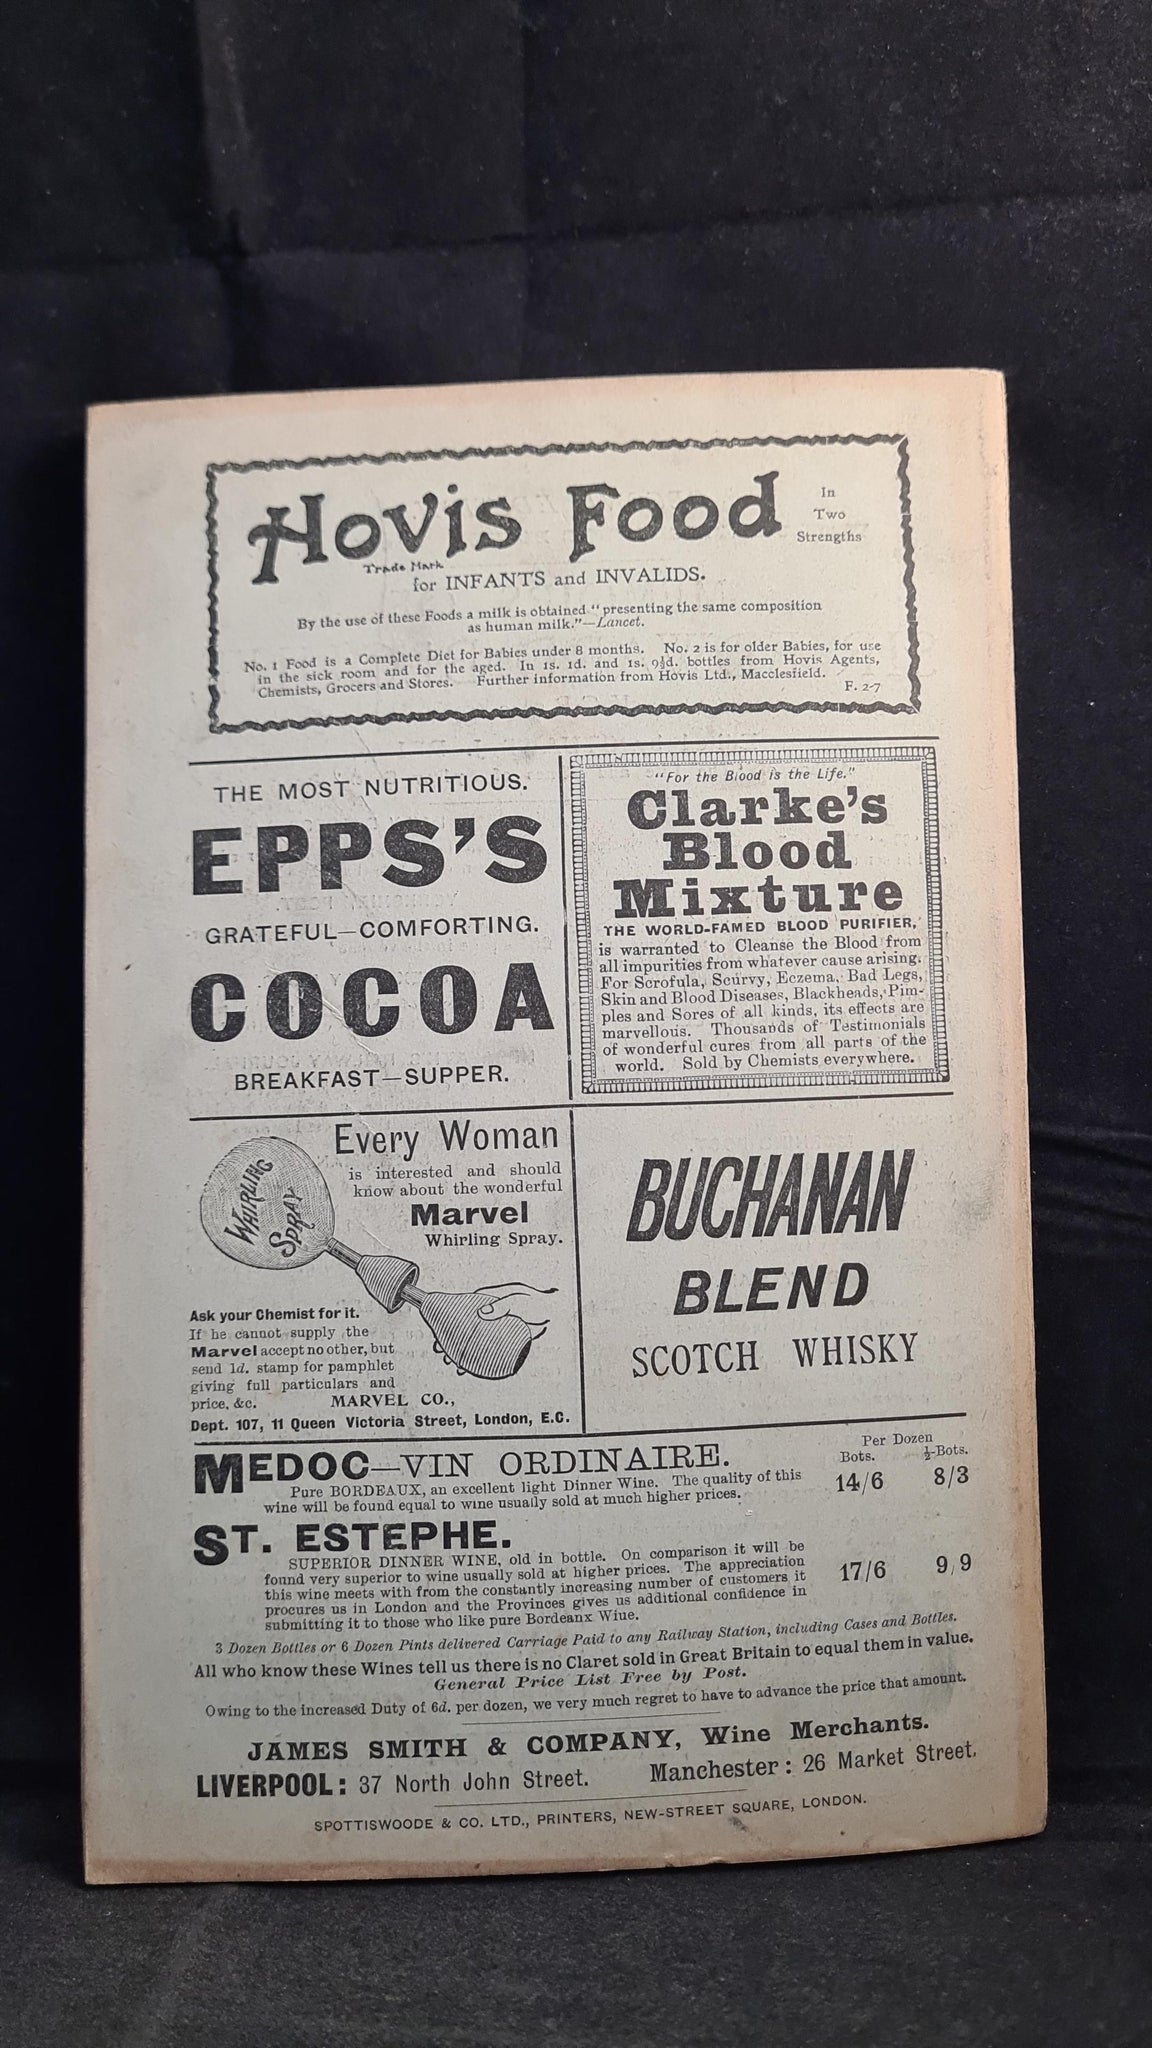 Hovis Food
In
Two
Strengths
Trade Mark
for INFANTS and INVALIDS.
By the use of these Foods a milk is obtained "presenting the same composition
as human milk."—Lancet.
No. 1 Food is a Complete Diet for Babies under 8 months. No. 2 is for older Babies, for use
in the sick room and for the aged. In 1s. 1d. and 1s. 9½d. bottles from Hovis Agents,
Chemists, Grocers and Stores. Further information from Hovis Ltd., Macclesfield.
F. 2-7
THE MOST NUTRITIOUS.
EPPS'S
GRATEFUL—COMFORTING.
COCOA
BREAKFAST—SUPPER.
"For the Blood is the Life."
Clarke's
Blood
Mixture
THE WORLD-FAMED BLOOD PURIFIER,
is warranted to Cleanse the Blood from
all impurities from whatever cause arising.
For Scrofula, Scurvy, Eczema, Bad Legs,
Skin and Blood Diseases, Blackheads, Pim-
ples and Sores of all kinds, its effects are
marvellous. Thousands of Testimonials
of wonderful cures from all parts of the
world. Sold by Chemists everywhere.
WHIRLING
SPRAY
Every Woman
is interested and should
know about the wonderful
Marvel
Whirling Spray.
Ask your Chemist for it.
If he cannot supply the
Marvel accept no other, but
send 1d. stamp for pamphlet
giving full particulars and
price, &c. MARVEL CO.,
Dept. 107, 11 Queen Victoria Street, London, E.C.
BUCHANAN
BLEND
SCOTCH WHISKY
Per Dozen
Bots. ½-Bots.
MEDOC—VIN ORDINAIRE.
14/6 8/3
Pure BORDEAUX, an excellent light Dinner Wine. The quality of this
wine will be found equal to wine usually sold at much higher prices.
ST. ESTEPHE.
SUPERIOR DINNER WINE, old in bottle. On comparison it will be
found very superior to wine usually sold at higher prices. The appreciation
this wine meets with from the constantly increasing number of customers it
procures us in London and the Provinces gives us additional confidence in
submitting it to those who like pure Bordeaux Wine.
17/6 9/9
3 Dozen Bottles or 6 Dozen Pints delivered Carriage Paid to any Railway Station, including Cases and Bottles.
All who know these Wines tell us there is no Claret sold in Great Britain to equal them in value.
General Price List Free by Post.
Owing to the increased Duty of 6d. per dozen, we very much regret to have to advance the price that amount.
JAMES SMITH & COMPANY, Wine Merchants.
LIVERPOOL: 37 North John Street. Manchester: 26 Market Street.
SPOTTISWOODE & CO. LTD., PRINTERS, NEW-STREET SQUARE, LONDON.